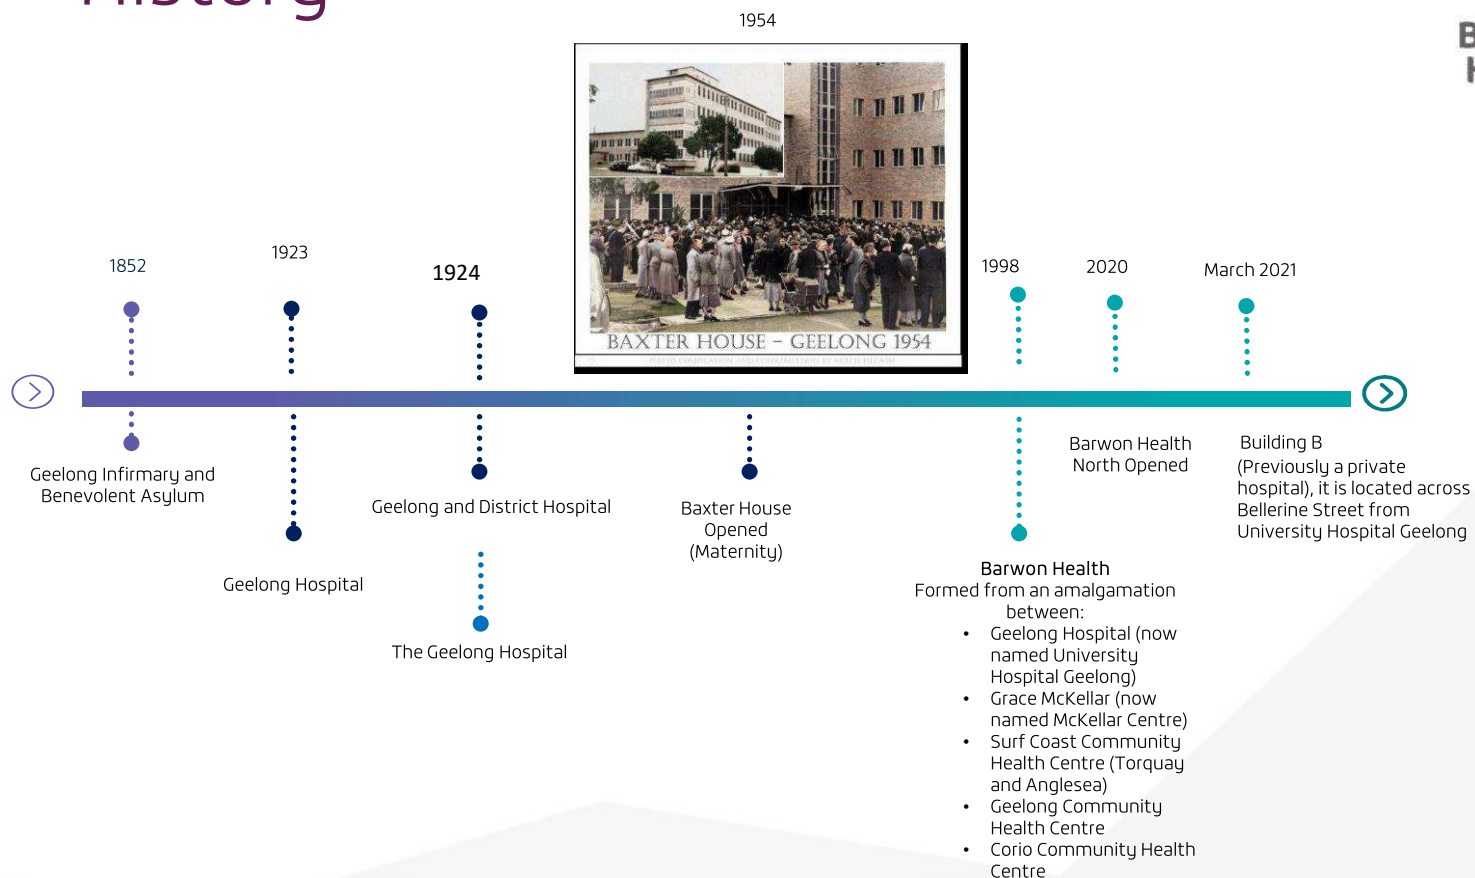 History
1954
BAXTER HOUSE - GEELONG 1954
1852
1923
1924
1998
2020
March 2021
Geelong Infirmary and
Benevolent Asylum
Geelong Hospital
Geelong and District Hospital
The Geelong Hospital
Baxter House
Opened
(Maternity)
Barwon Health
Formed from an amalgamation
between:
• Geelong Hospital (now
named University
Hospital Geelong)
• Grace McKellar (now
named McKellar Centre)
• Surf Coast Community
Health Centre (Torquay
and Anglesea)
• Geelong Community
Health Centre
• Corio Community Health
Centre
Barwon Health
North Opened
Building B
(Previously a private
hospital), it is located across
Bellerine Street from
University Hospital Geelong